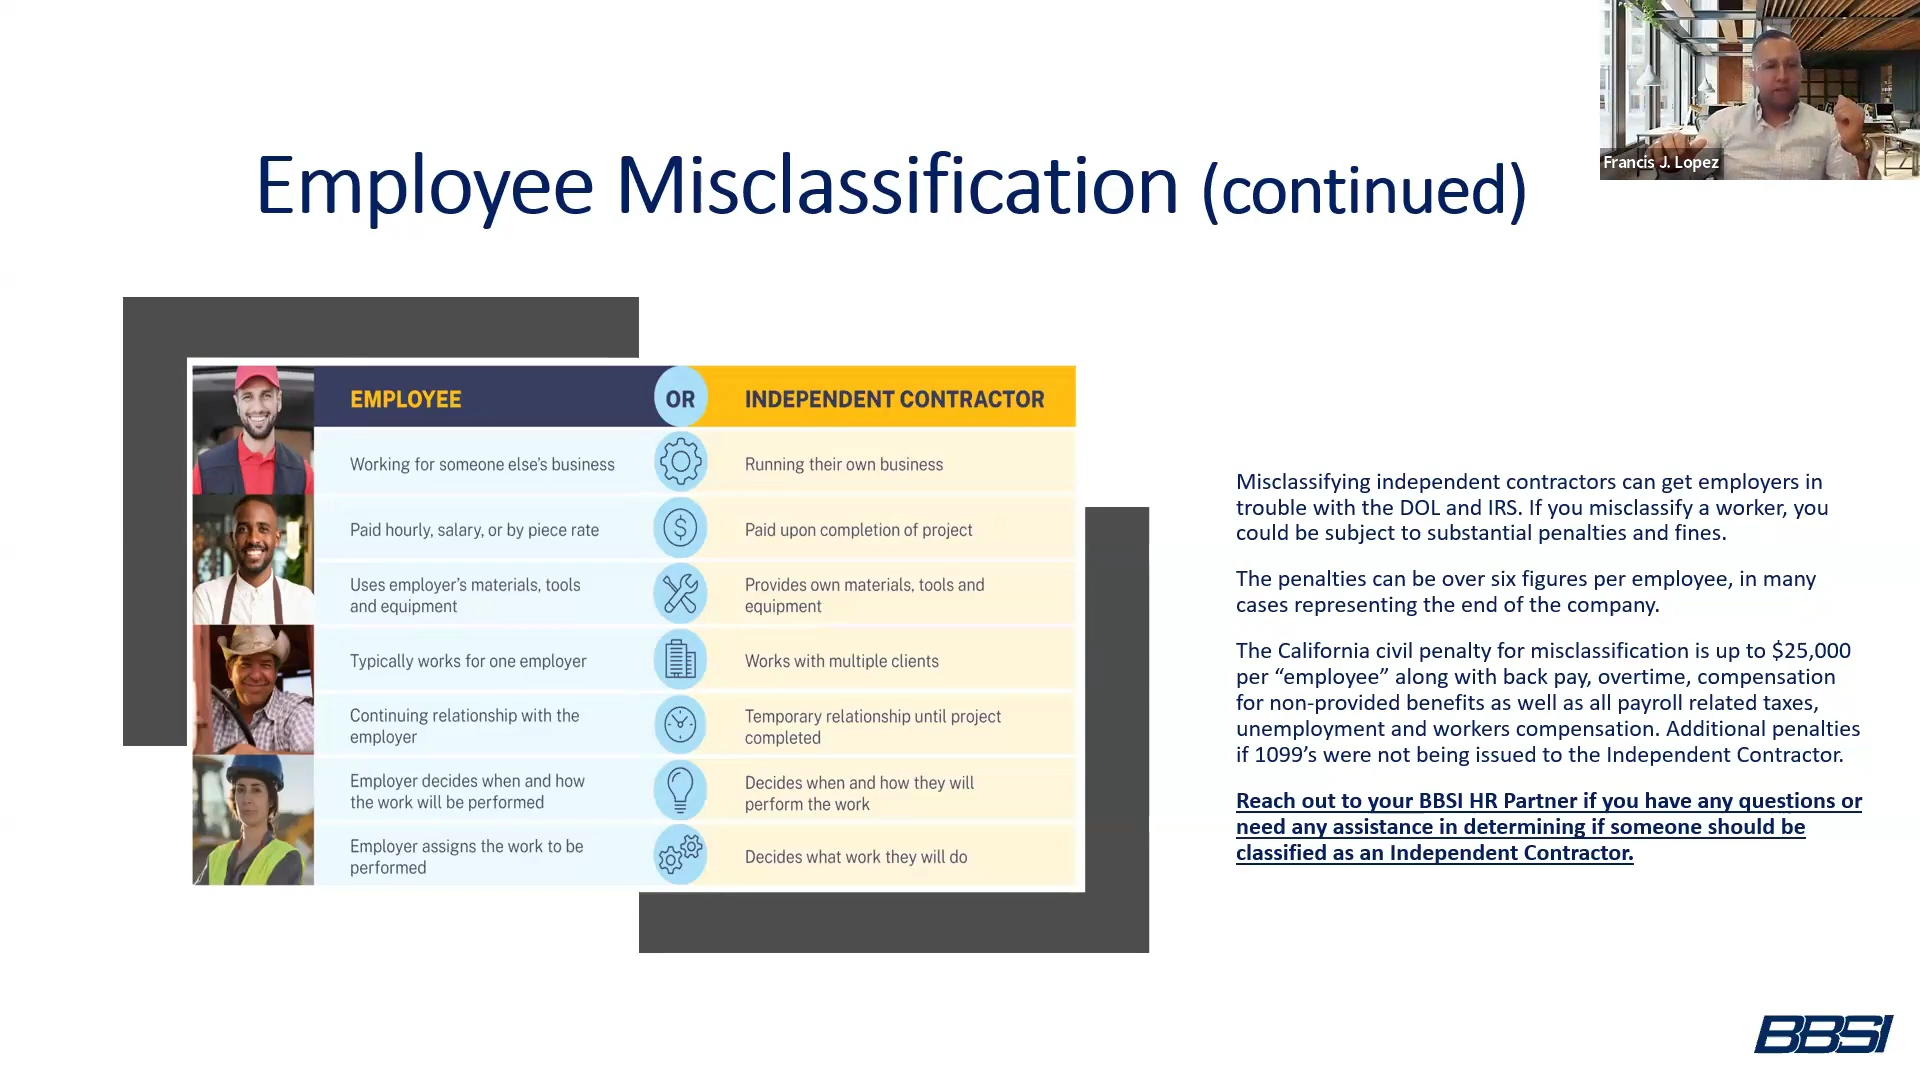 Francis J. Lopez
Employee Misclassification (continued)
EMPLOYEE OR INDEPENDENT CONTRACTOR
Working for someone else's business
Running their own business
Paid hourly, salary, or by piece rate
Paid upon completion of project
Uses employer's materials, tools
and equipment
Provides own materials, tools and
equipment
Typically works for one employer
Works with multiple clients
Continuing relationship with the
employer
Temporary relationship until project
completed
Employer decides when and how
the work will be performed
Decides when and how they will
perform the work
Employer assigns the work to be
performed
Decides what work they will do
Misclassifying independent contractors can get employers in
trouble with the DOL and IRS. If you misclassify a worker, you
could be subject to substantial penalties and fines.
The penalties can be over six figures per employee, in many
cases representing the end of the company.
The California civil penalty for misclassification is up to $25,000
per “employee” along with back pay, overtime, compensation
for non-provided benefits as well as all payroll related taxes,
unemployment and workers compensation. Additional penalties
if 1099’s were not being issued to the Independent Contractor.
Reach out to your BBSI HR Partner if you have any questions or
need any assistance in determining if someone should be
classified as an Independent Contractor.
BBSI